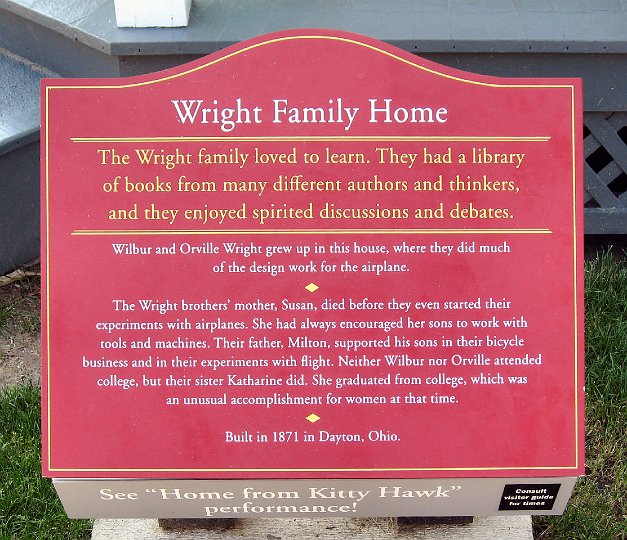 Wright Family Home
The Wright family loved to learn. They had a library
of books from many different authors and thinkers,
and they enjoyed spirited discussions and debates.
Wilbur and Orville Wright grew up in this house, where they did much
of the design work for the airplane.
The Wright brothers' mother, Susan, died before they even started their
experiments with airplanes. She had always encouraged her sons to work with
tools and machines. Their father, Milton, supported his sons in their bicycle
business and in their experiments with flight. Neither Wilbur nor Orville attended
college, but their sister Katharine did. She graduated from college, which was
an unusual accomplishment for women at that time.
Built in 1871 in Dayton, Ohio.
See "Home from Kitty Hawk"
performance!
Consult
visitor guide
for times